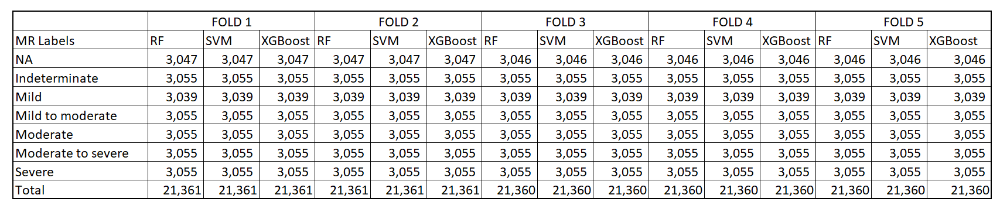 FOLD 1 FOLD 2 FOLD 3 FOLD 4 FOLD 5
MR Labels RF SVM XGBoost RF SVM XGBoost RF SVM XGBoost RF SVM XGBoost RF SVM XGBoost
NA 3,047 3,047 3,047 3,047 3,047 3,047 3,046 3,046 3,046 3,046 3,046 3,046 3,046 3,046 3,046
Indeterminate 3,055 3,055 3,055 3,055 3,055 3,055 3,055 3,055 3,055 3,055 3,055 3,055 3,055 3,055 3,055
Mild 3,039 3,039 3,039 3,039 3,039 3,039 3,039 3,039 3,039 3,039 3,039 3,039 3,039 3,039 3,039
Mild to moderate 3,055 3,055 3,055 3,055 3,055 3,055 3,055 3,055 3,055 3,055 3,055 3,055 3,055 3,055 3,055
Moderate 3,055 3,055 3,055 3,055 3,055 3,055 3,055 3,055 3,055 3,055 3,055 3,055 3,055 3,055 3,055
Moderate to severe 3,055 3,055 3,055 3,055 3,055 3,055 3,055 3,055 3,055 3,055 3,055 3,055 3,055 3,055 3,055
Severe 3,055 3,055 3,055 3,055 3,055 3,055 3,055 3,055 3,055 3,055 3,055 3,055 3,055 3,055 3,055
Total 21,361 21,361 21,361 21,361 21,361 21,361 21,360 21,360 21,360 21,360 21,360 21,360 21,360 21,360 21,360